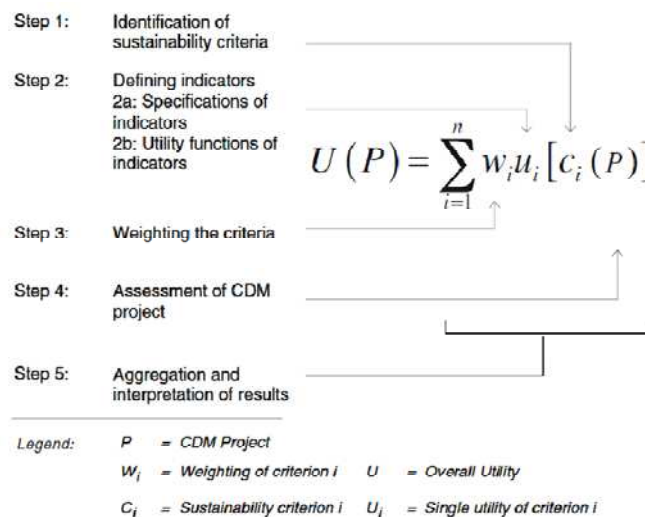 Step 1: Identification of
sustainability criteria
Step 2: Defining indicators
2a: Specifications of
indicators
2b: Utility functions of
indicators
U(P) = \sum_{i=1}^{n} w_i u_i [c_i(P)]
Step 3: Weighting the criteria
Step 4: Assessment of CDM
project
Step 5: Aggregation and
interpretation of results
Legend: P = CDM Project
W_i = Weighting of criterion i U = Overall Utility
C_i = Sustainability criterion i U_i = Single utility of criterion i